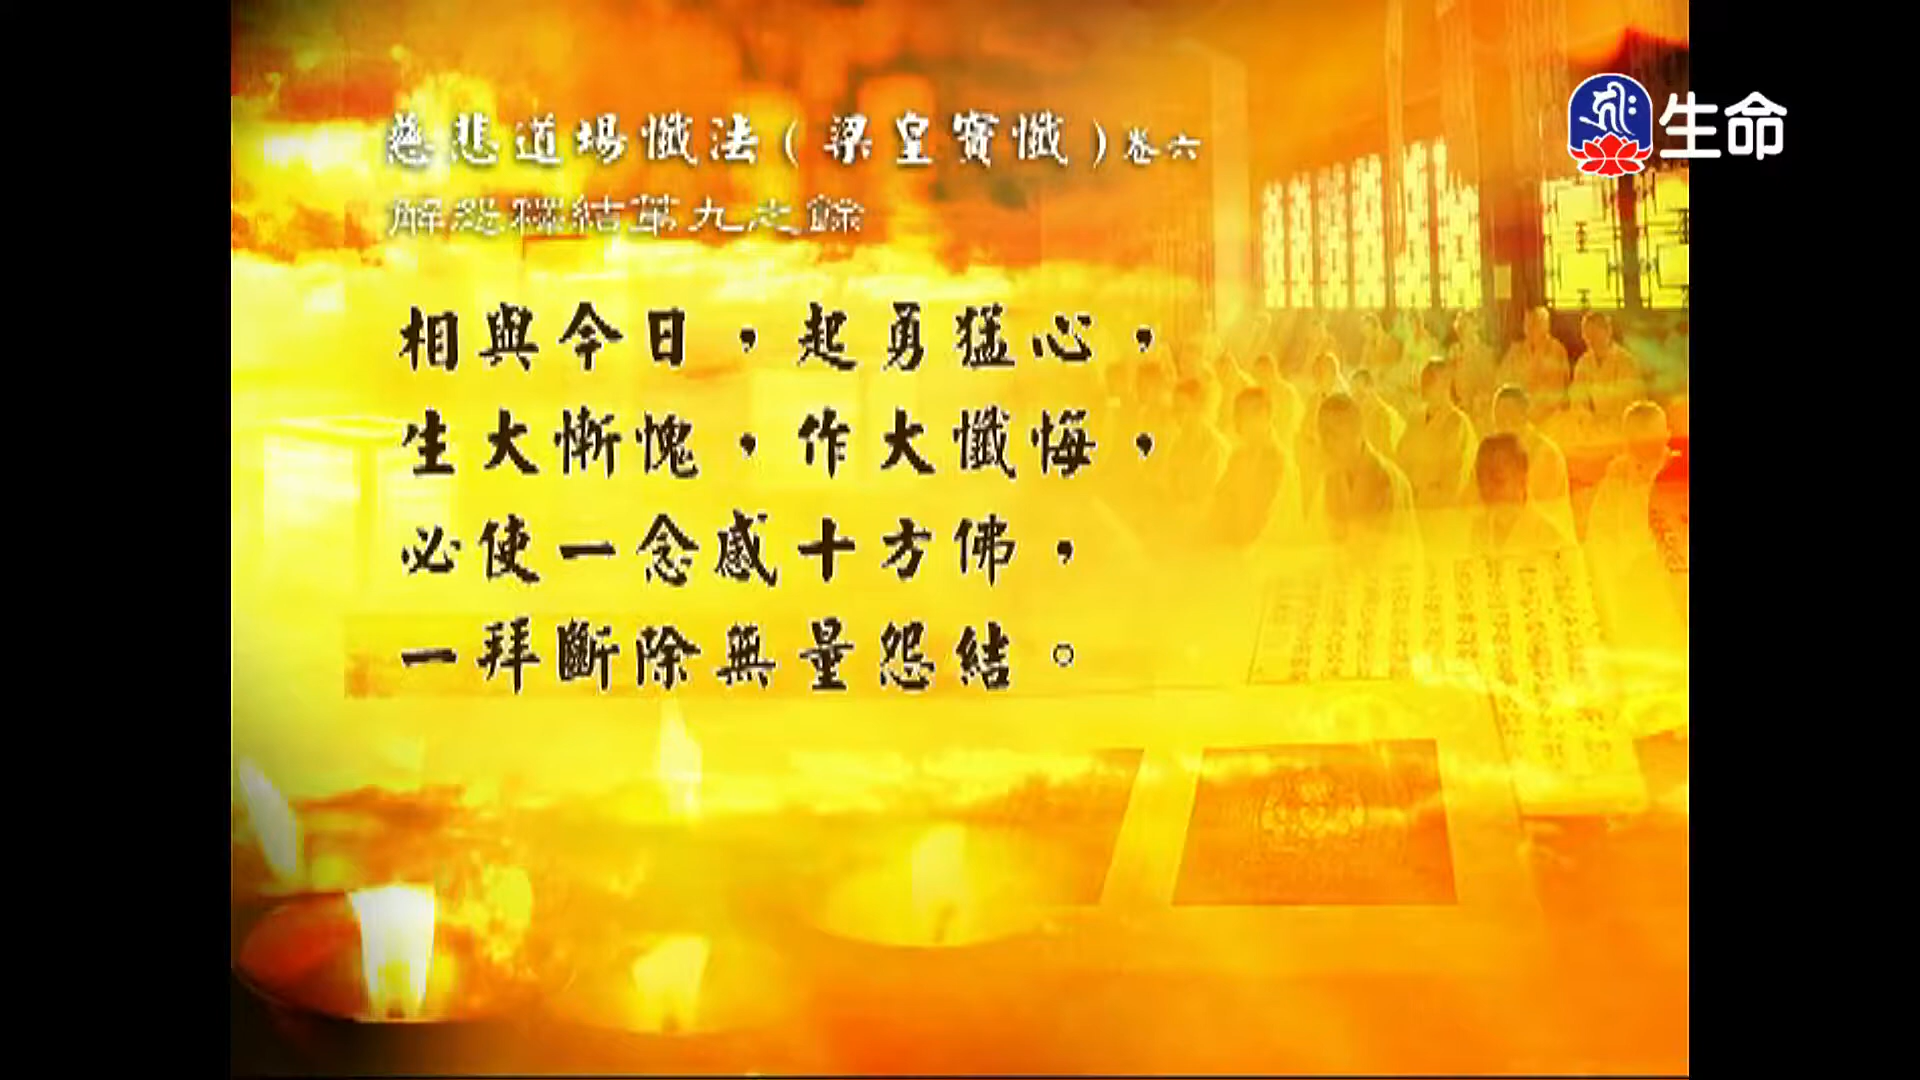 慈悲道場懺法(梁皇寶懺)卷六
解怨釋結第九之餘
生命
相與今日，起勇猛心，
生大慚愧，作大懺悔，
必使一念感十方佛，
一拜斷除無量怨結。